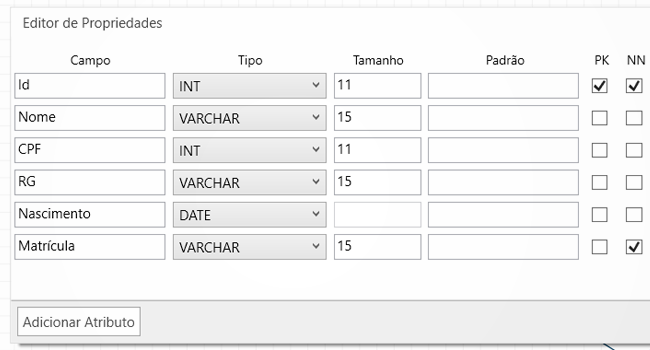 Editor de Propriedades
Campo Tipo Tamanho Padrão PK NN
Id INT 11
Nome VARCHAR 15
CPF INT 11
RG VARCHAR 15
Nascimento DATE
Matrícula VARCHAR 15
Adicionar Atributo